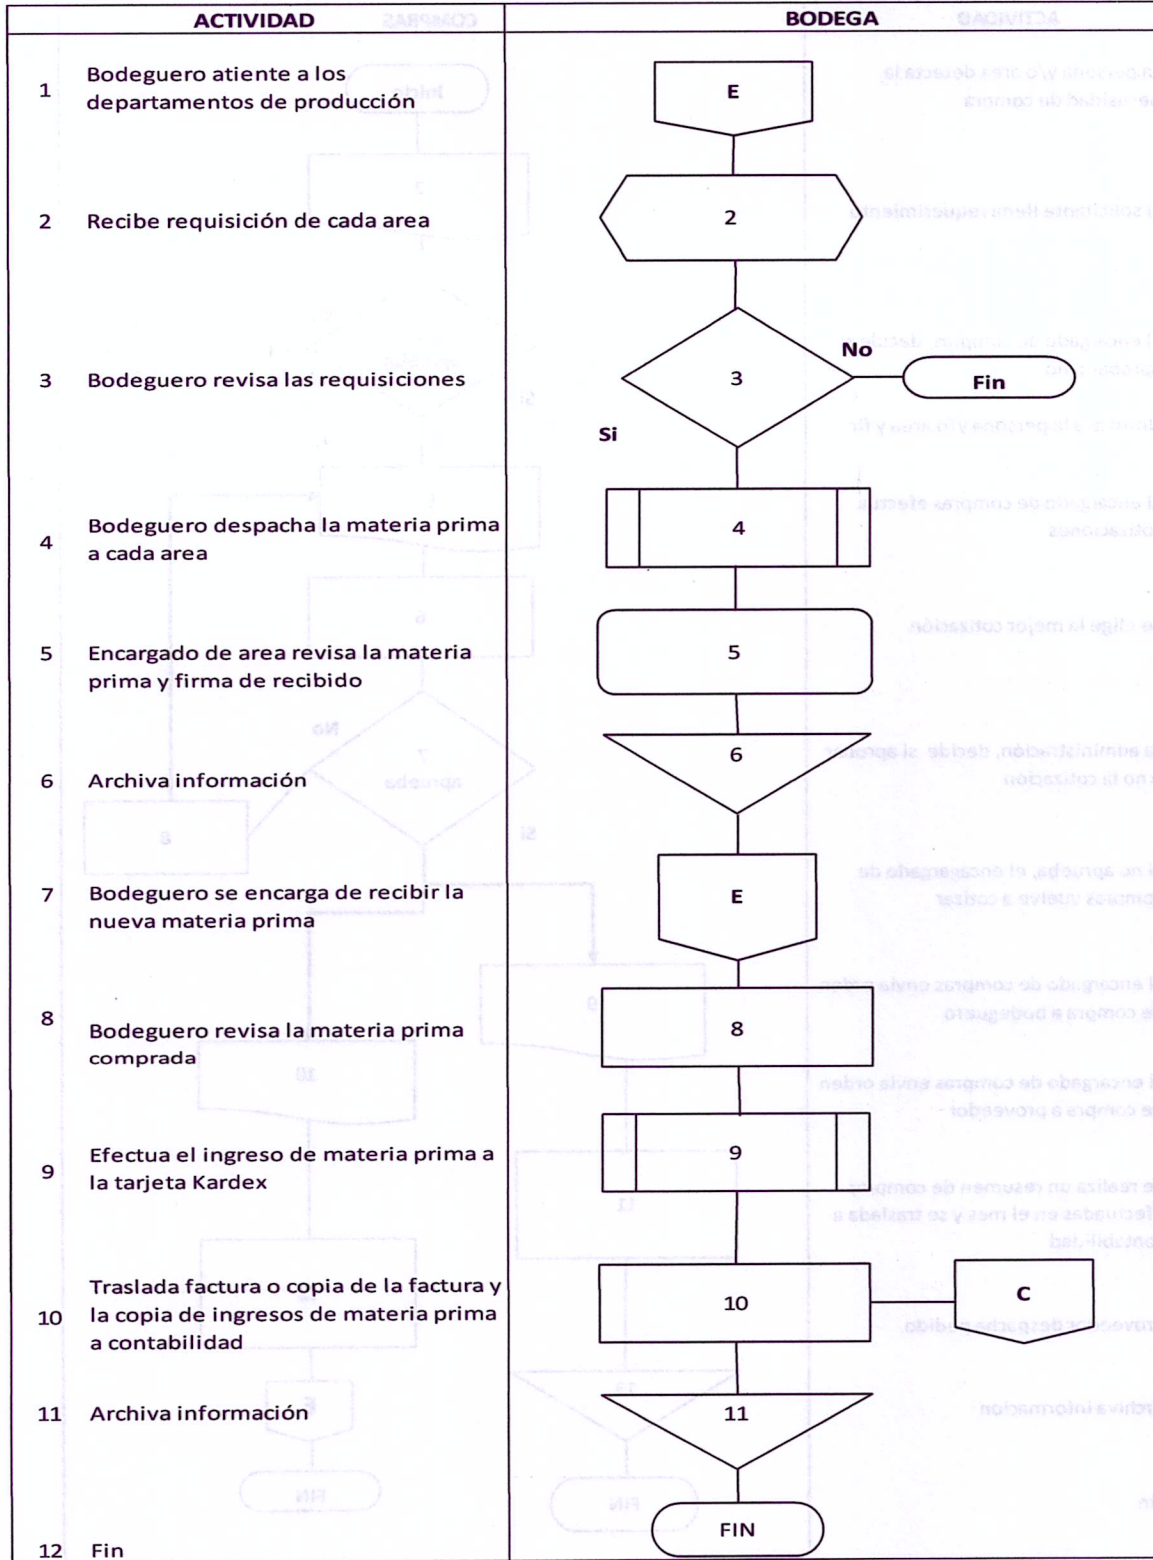 ACTIVIDAD
BODEGA
1
Bodeguero atiente a los
departamentos de producción
E
2
Recibe requisición de cada area
2
3
Bodeguero revisa las requisiciones
3
No
Fin
Si
4
Bodeguero despacha la materia prima
a cada area
4
5
Encargado de area revisa la materia
prima y firma de recibido
5
6
Archiva información
6
7
Bodeguero se encarga de recibir la
nueva materia prima
E
8
Bodeguero revisa la materia prima
comprada
8
9
Efectua el ingreso de materia prima a
la tarjeta Kardex
9
10
Traslada factura o copia de la factura y
la copia de ingresos de materia prima
a contabilidad
10
C
11
Archiva información
11
FIN
12
Fin